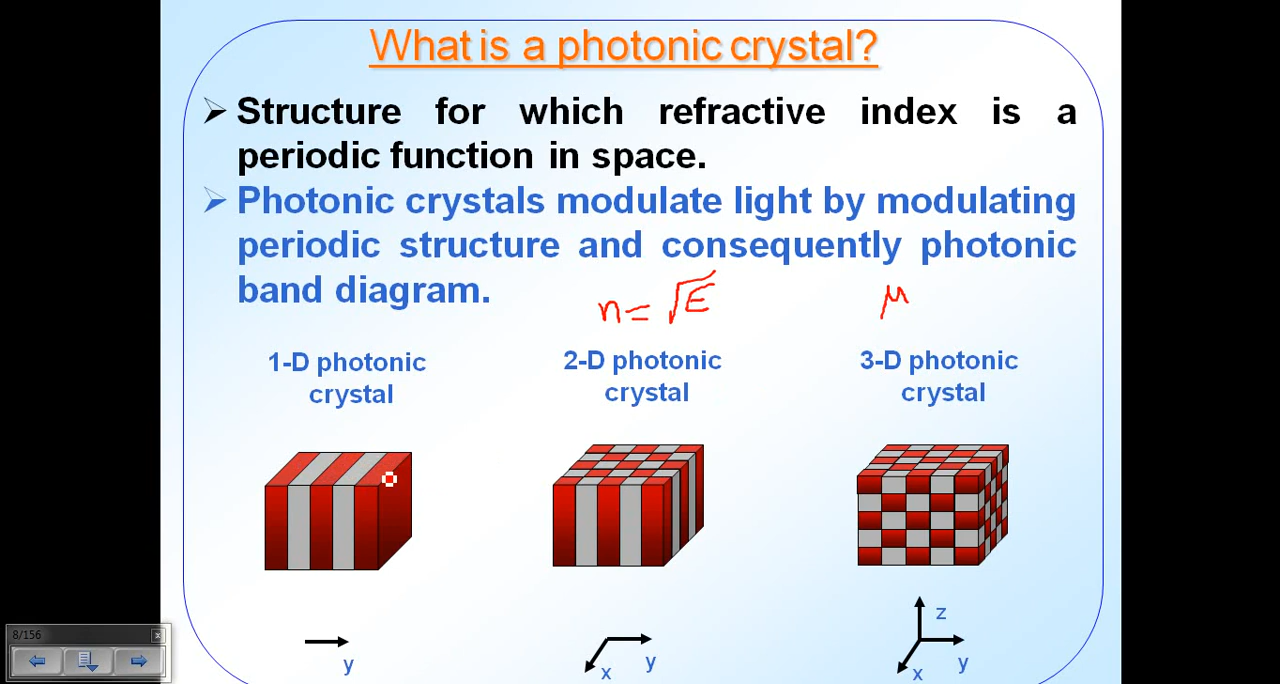 What is a photonic crystal?
➢ Structure for which refractive index is a
periodic function in space.
➢ Photonic crystals modulate light by modulating
periodic structure and consequently photonic
band diagram.
n = √E
μ
1-D photonic
crystal
2-D photonic
crystal
3-D photonic
crystal
y
x y
z
x y
8/156
x